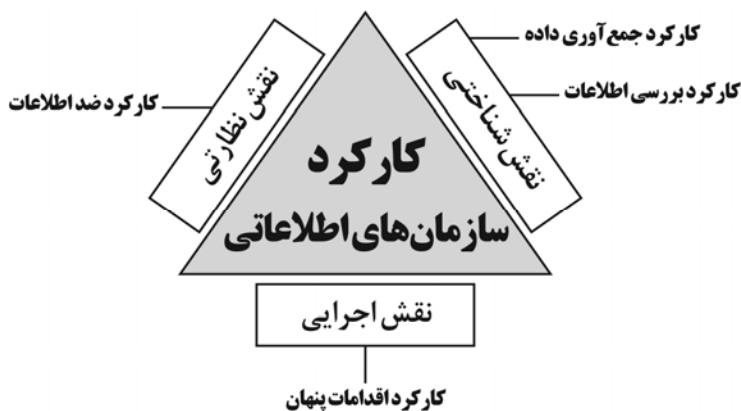 کارکرد
سازمان‌های اطلاعاتی
نقش شناختی
کارکرد جمع‌آوری داده
کارکرد بررسی اطلاعات
نقش نظارتی
کارکرد ضد اطلاعات
نقش اجرایی
کارکرد اقدامات پنهان